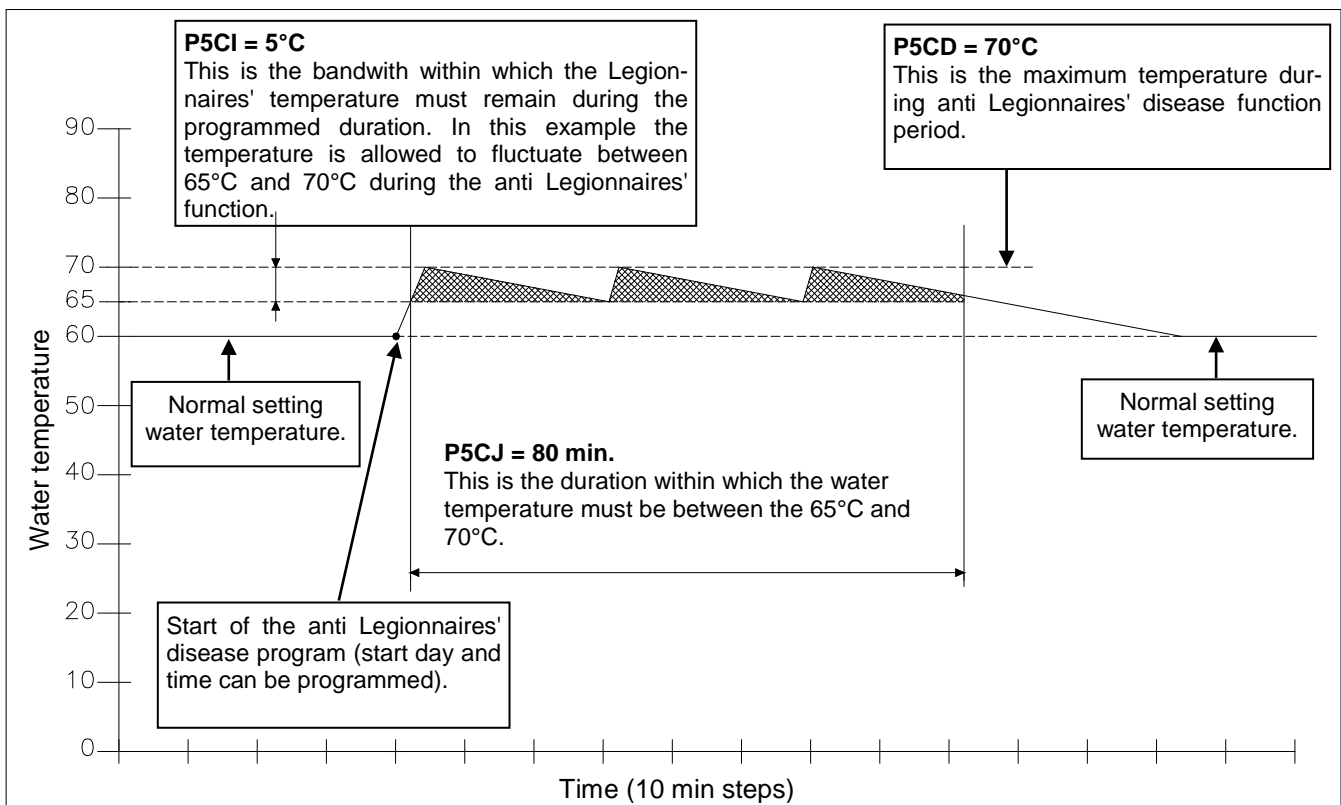 P5CI = 5°C
This is the bandwith within which the Legion-
naires' temperature must remain during the
programmed duration. In this example the
temperature is allowed to fluctuate between
65°C and 70°C during the anti Legionnaires'
function.
P5CD = 70°C
This is the maximum temperature dur-
ing anti Legionnaires' disease function
period.
90
80
70
65
60
50
40
30
20
10
0
Water temperature
Normal setting
water temperature.
P5CJ = 80 min.
This is the duration within which the water
temperature must be between the 65°C and
70°C.
Normal setting
water temperature.
Start of the anti Legionnaires'
disease program (start day and
time can be programmed).
Time (10 min steps)